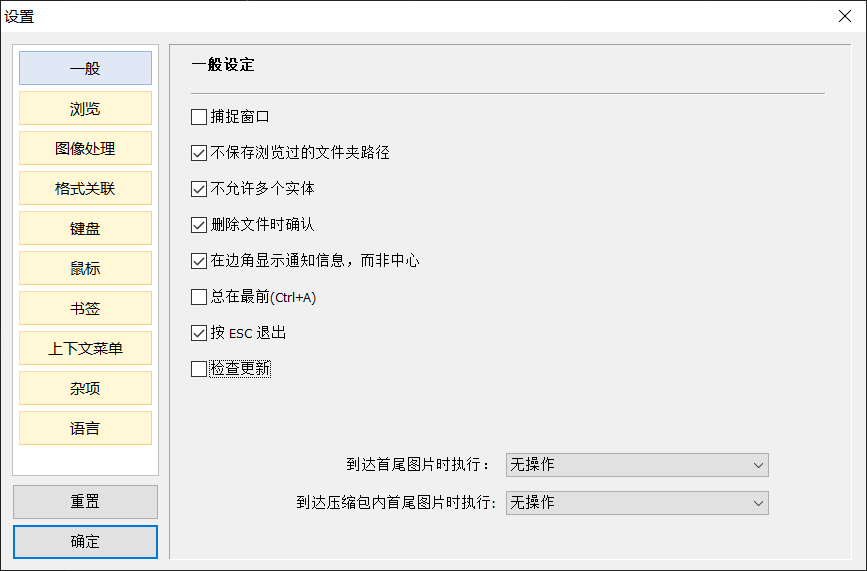 设置
一般
浏览
图像处理
格式关联
键盘
鼠标
书签
上下文菜单
杂项
语言
重置
确定
一般设定
捕捉窗口
不保存浏览过的文件夹路径
不允许多个实体
删除文件时确认
在边角显示通知信息，而非中心
总在最前(Ctrl+A)
按 ESC 退出
检查更新
到达首尾图片时执行： 无操作
到达压缩包内首尾图片时执行: 无操作